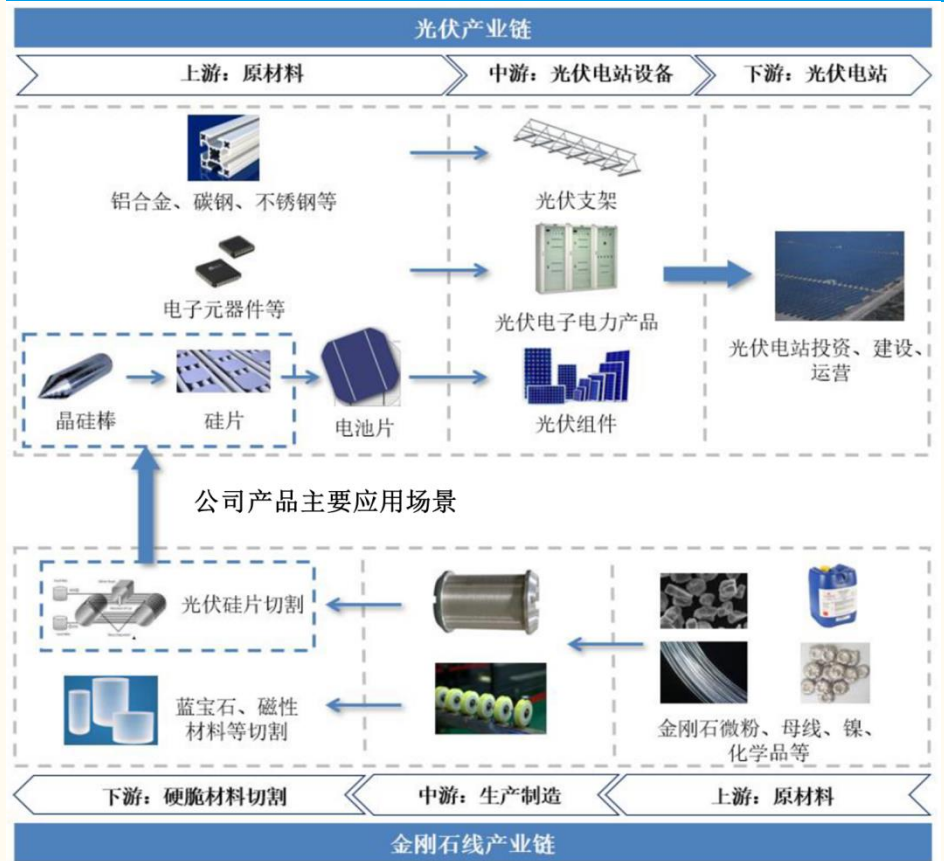 光伏产业链
上游：原材料
中游：光伏电站设备
下游：光伏电站
铝合金、碳钢、不锈钢等
光伏支架
电子元器件等
光伏电子电力产品
光伏电站投资、建设、
运营
晶硅棒
硅片
电池片
光伏组件
公司产品主要应用场景
光伏硅片切割
蓝宝石、磁性
材料等切割
金刚石微粉、母线、镍、
化学品等
下游：硬脆材料切割
中游：生产制造
上游：原材料
金刚石线产业链